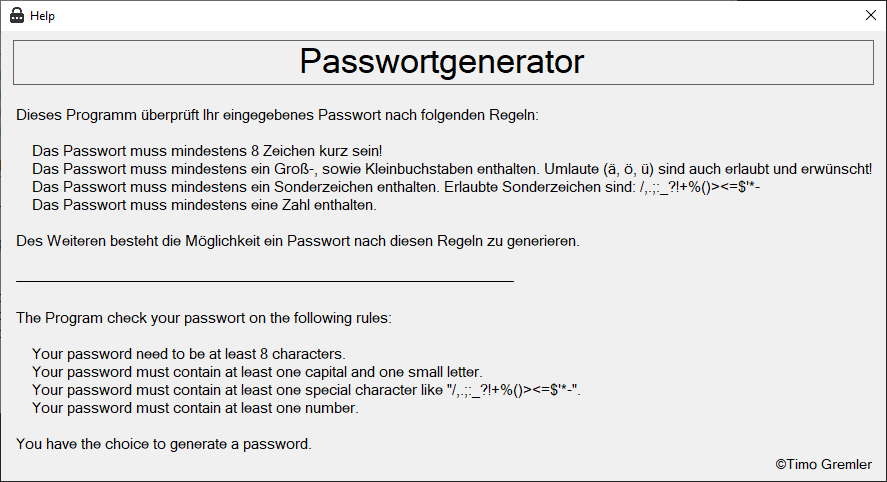 Help
Passwortgenerator
Dieses Programm überprüft Ihr eingegebenes Passwort nach folgenden Regeln:
Das Passwort muss mindestens 8 Zeichen kurz sein!
Das Passwort muss mindestens ein Groß-, sowie Kleinbuchstaben enthalten. Umlaute (ä, ö, ü) sind auch erlaubt und erwünscht!
Das Passwort muss mindestens ein Sonderzeichen enthalten. Erlaubte Sonderzeichen sind: /,.;:_?!+%()><=$'*-
Das Passwort muss mindestens eine Zahl enthalten.
Des Weiteren besteht die Möglichkeit ein Passwort nach diesen Regeln zu generieren.
The Program check your passwort on the following rules:
Your password need to be at least 8 characters.
Your password must contain at least one capital and one small letter.
Your password must contain at least one special character like "/,.;:_?!+%()><=$'*-".
Your password must contain at least one number.
You have the choice to generate a password.
©Timo Gremler